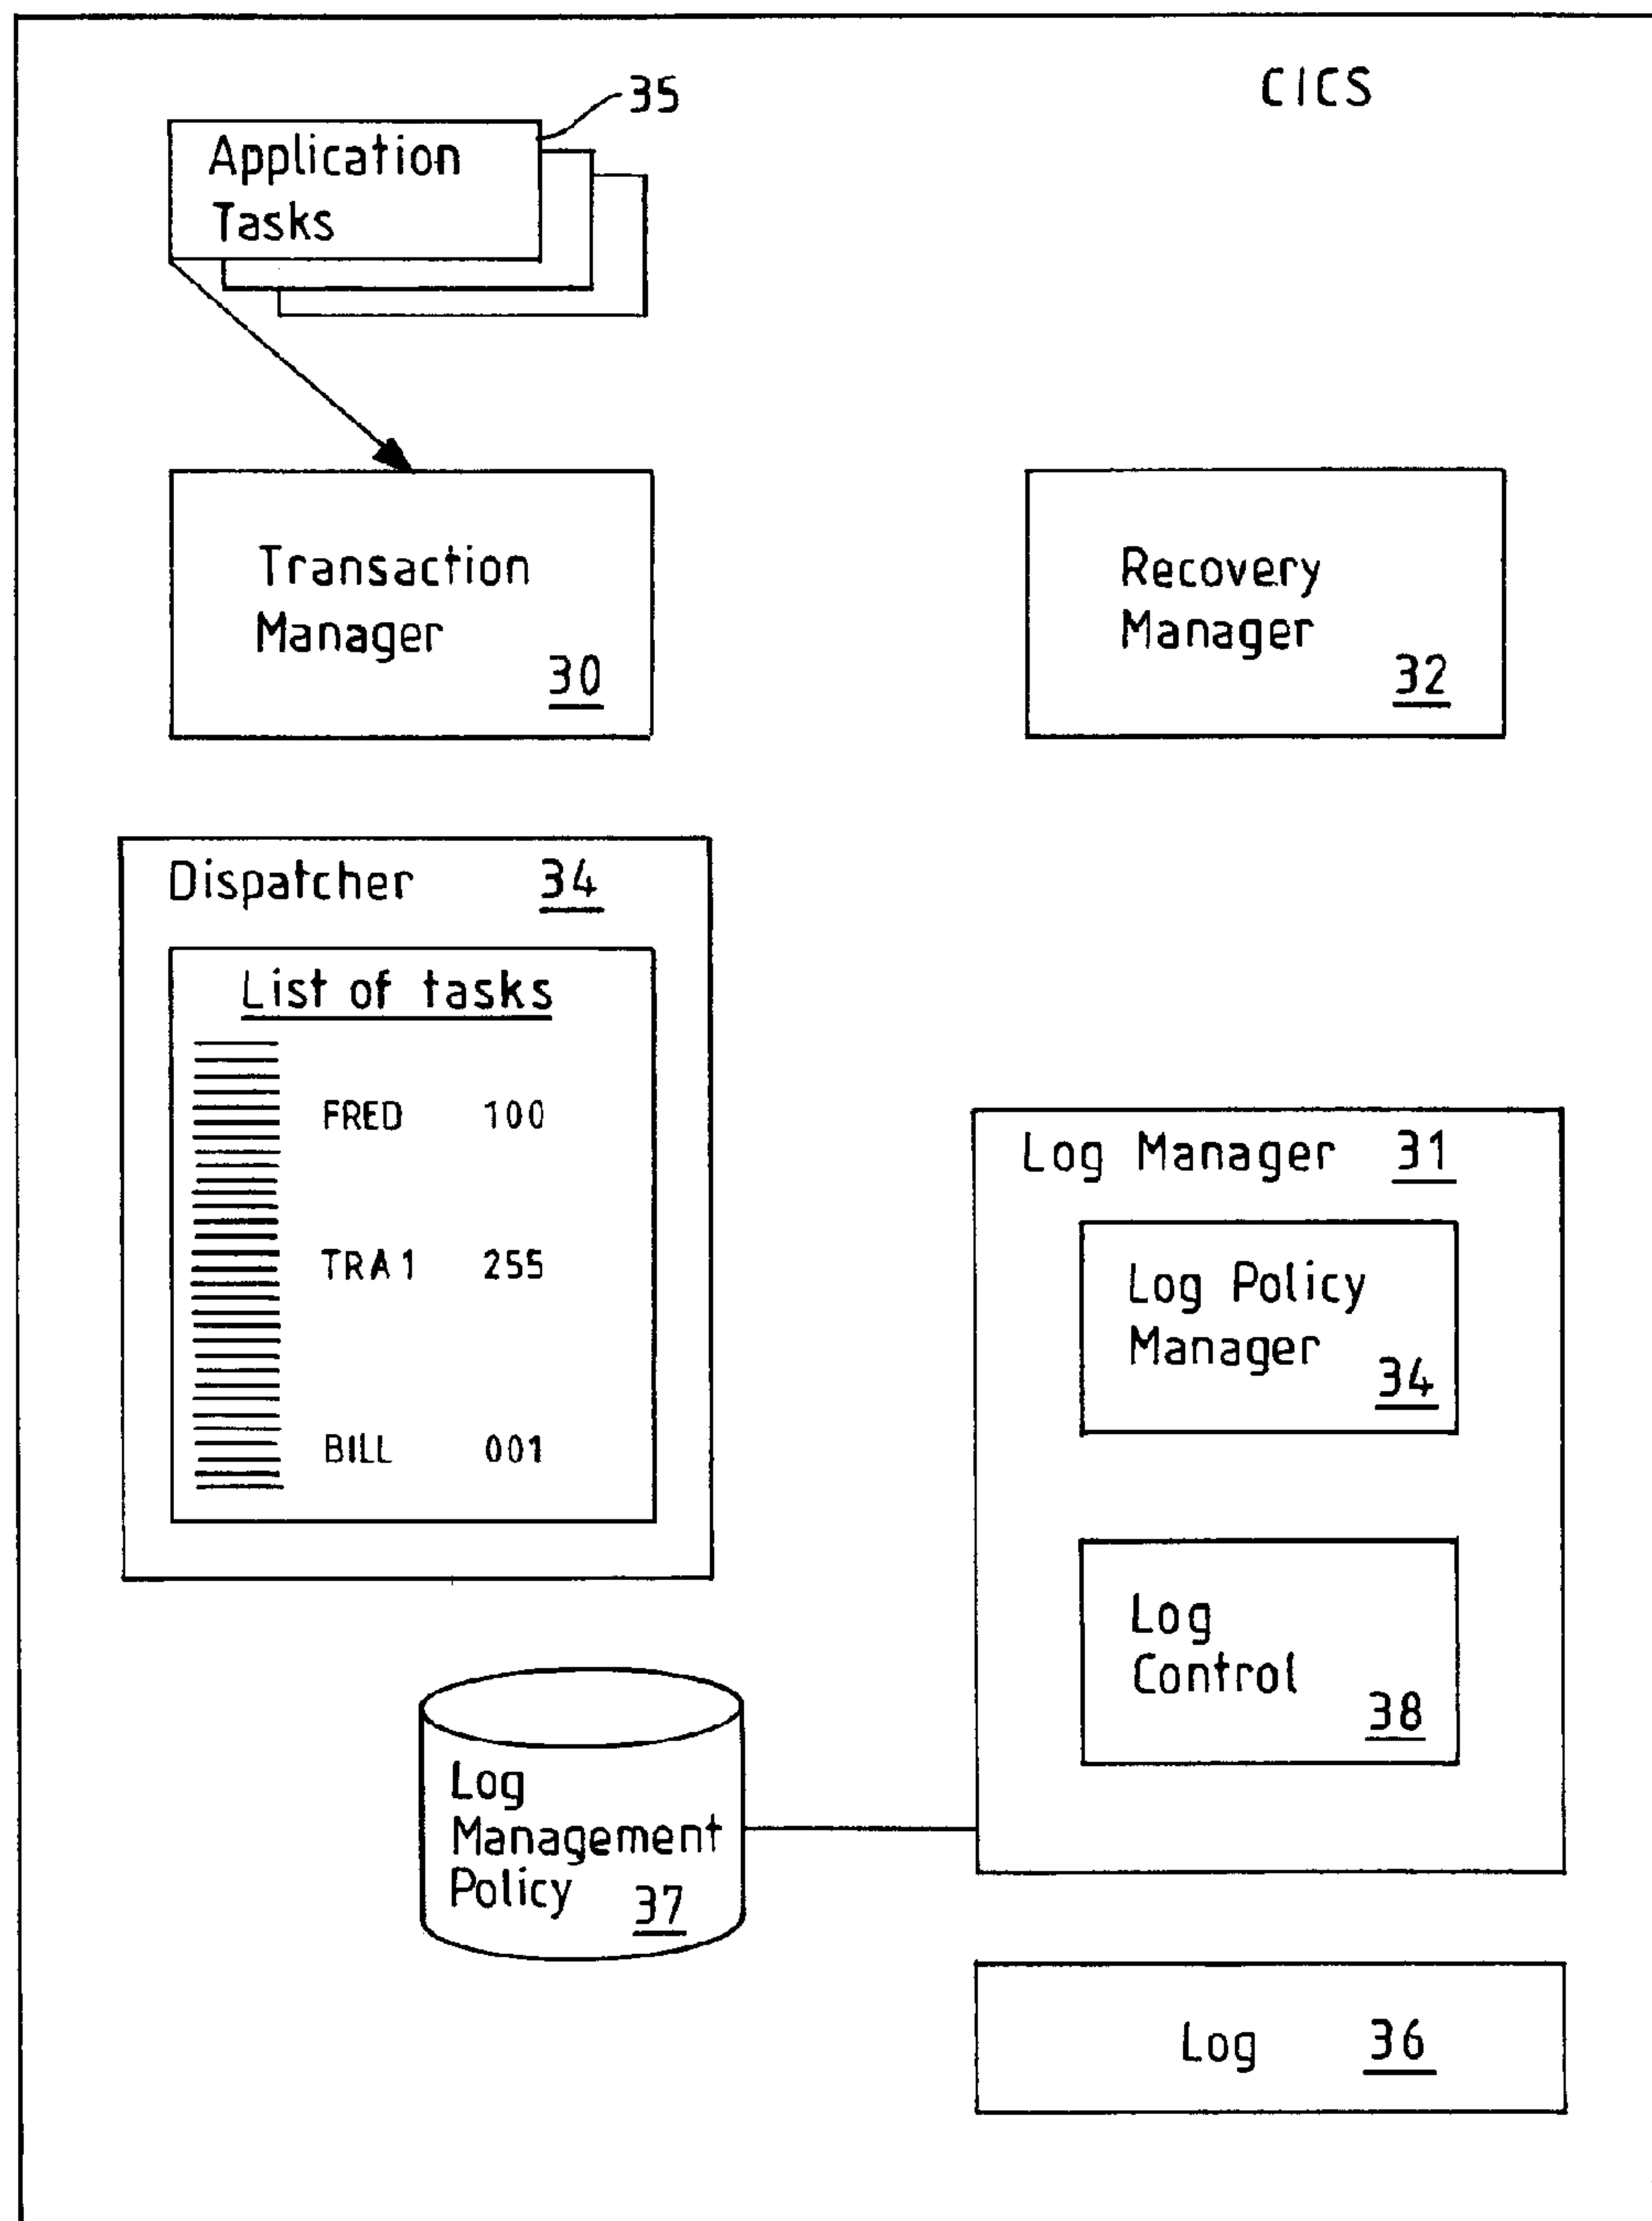 CICS
35
Application
Tasks
Transaction
Manager
30
Recovery
Manager
32
Dispatcher 34
List of tasks
FRED 100
TRA1 255
BILL 001
Log Manager 31
Log Policy
Manager
34
Log
Control
38
Log
Management
Policy
37
Log 36